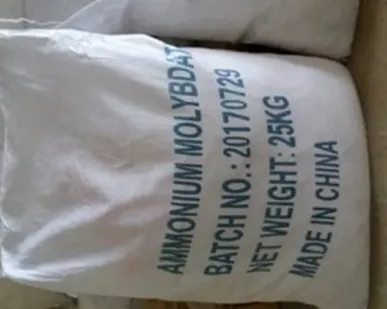 AMMONIUM MOLYBDAT
BATCH NO.: 20170729
NET WEIGHT: 25KG
MADE IN CHINA